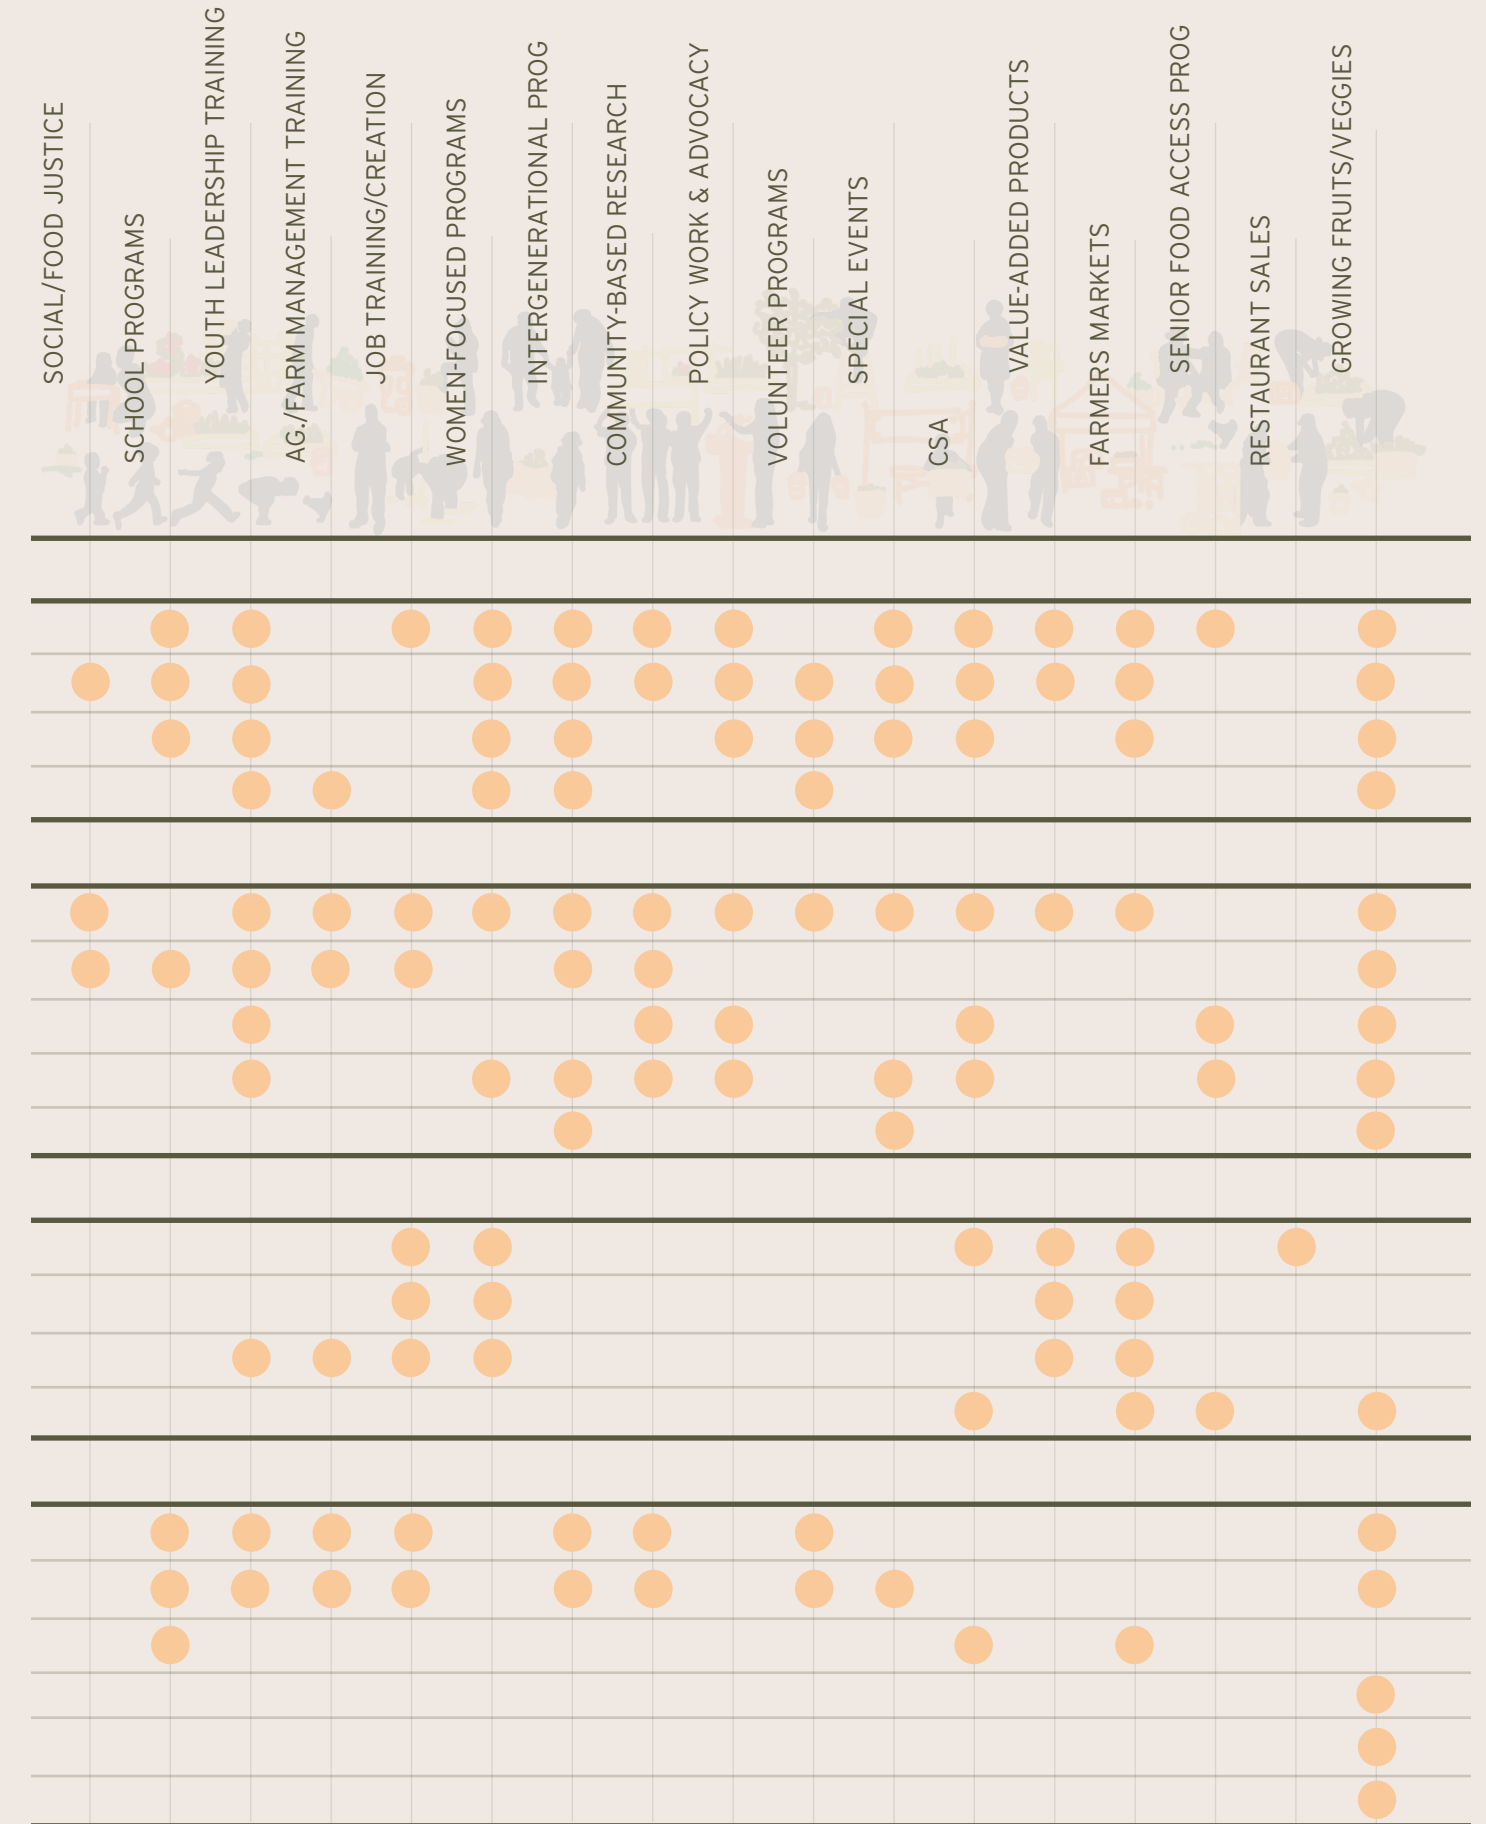 SOCIAL/FOOD JUSTICE
SCHOOL PROGRAMS
YOUTH LEADERSHIP TRAINING
AG./FARM MANAGEMENT TRAINING
JOB TRAINING/CREATION
WOMEN-FOCUSED PROGRAMS
INTERGENERATIONAL PROG
COMMUNITY-BASED RESEARCH
POLICY WORK & ADVOCACY
VOLUNTEER PROGRAMS
SPECIAL EVENTS
CSA
VALUE-ADDED PRODUCTS
FARMERS MARKETS
SENIOR FOOD ACCESS PROG
RESTAURANT SALES
GROWING FRUITS/VEGGIES